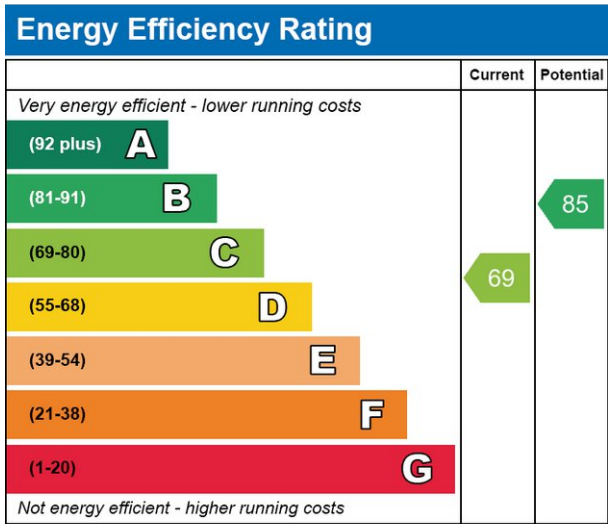 Energy Efficiency Rating
Current Potential
Very energy efficient - lower running costs
(92 plus) A
(81-91) B
85
(69-80) C
69
(55-68) D
(39-54) E
(21-38) F
(1-20) G
Not energy efficient - higher running costs